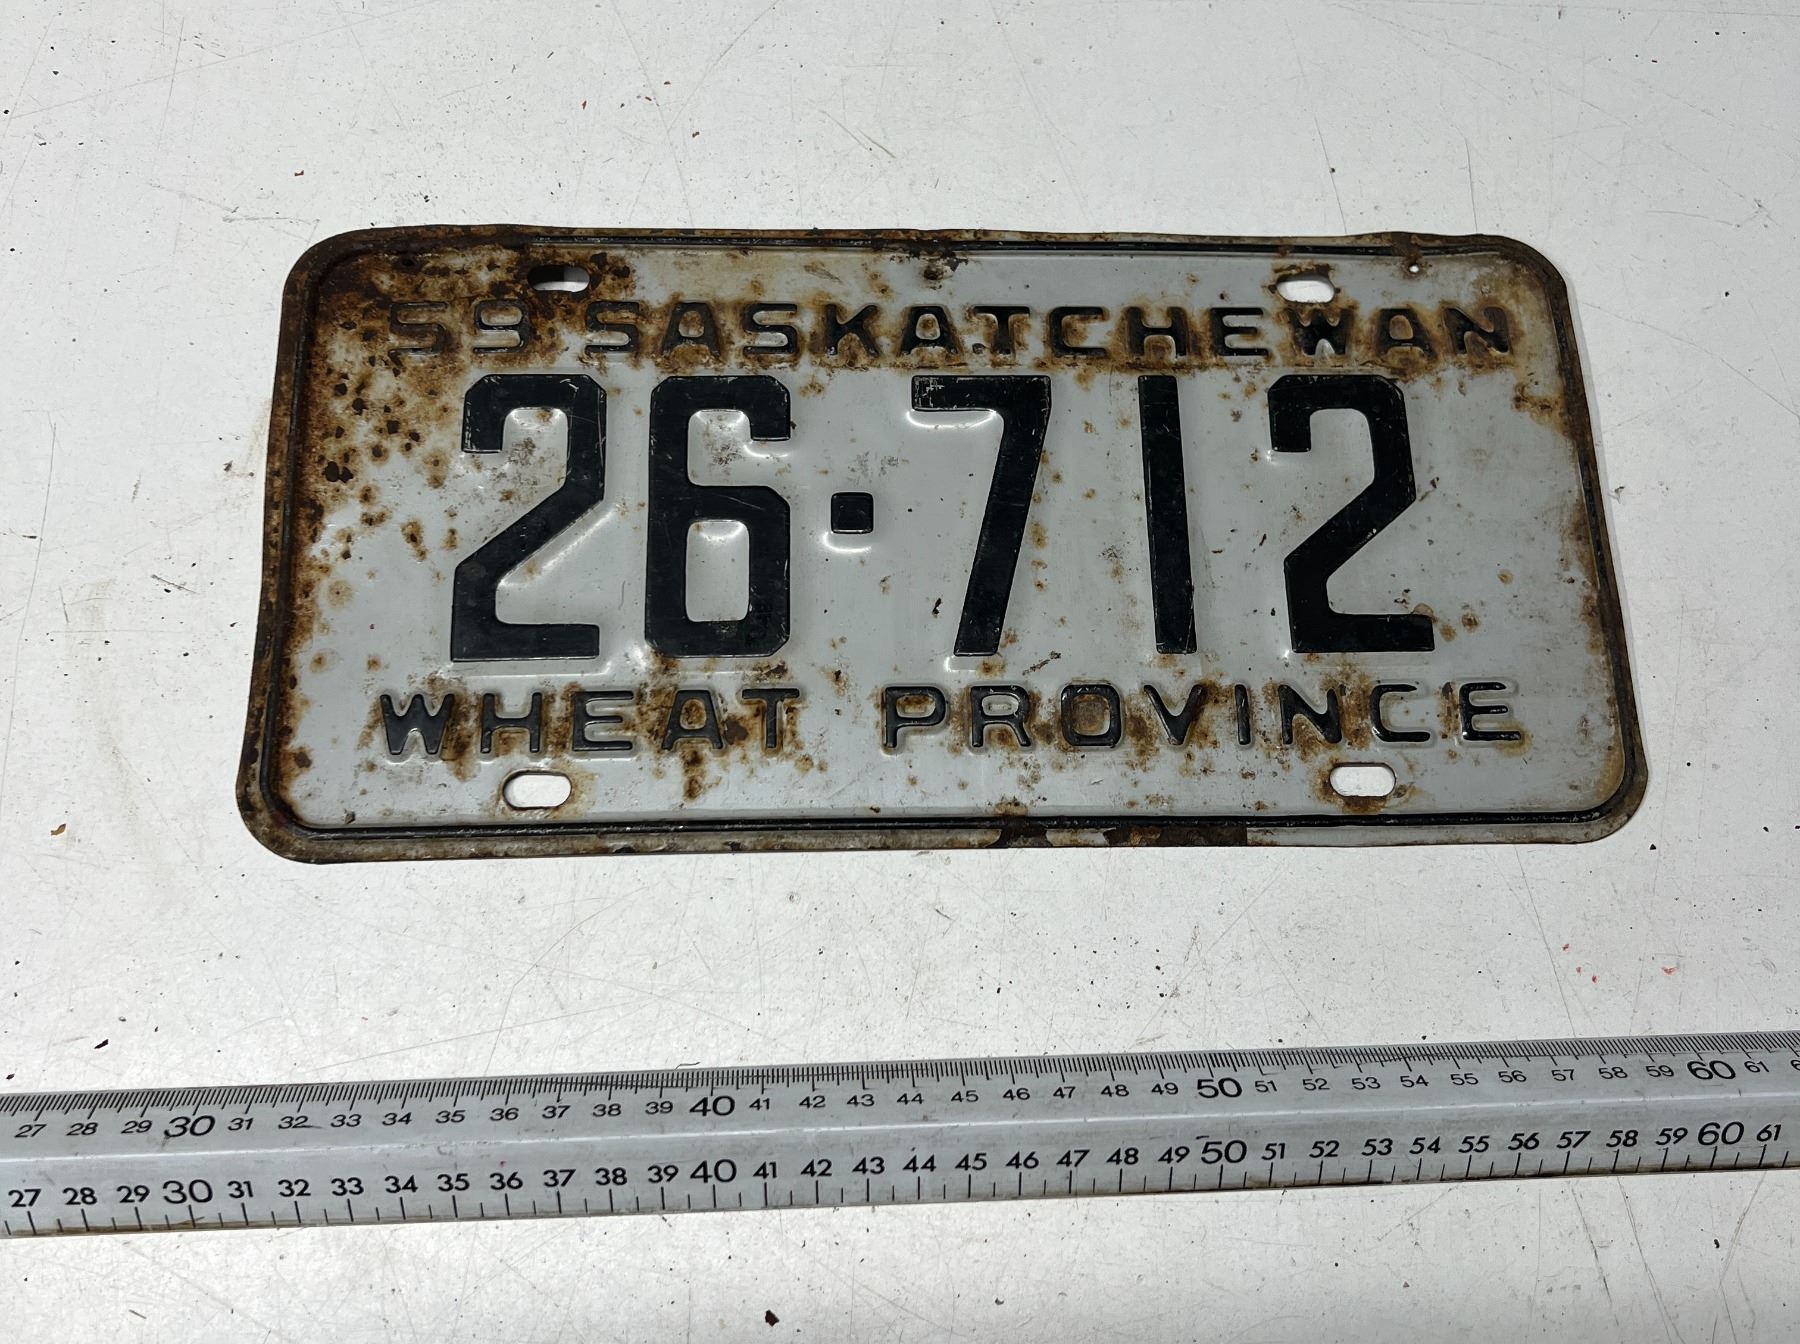 59 SASKATCHEWAN
26·712
WHEAT PROVINCE
27 28 29 30 31 32 33 34 35 36 37 38 39 40 41 42 43 44 45 46 47 48 49 50 51 52 53 54 55 56 57 58 59 60 61
27 28 29 30 31 32 33 34 35 36 37 38 39 40 41 42 43 44 45 46 47 48 49 50 51 52 53 54 55 56 57 58 59 60 61